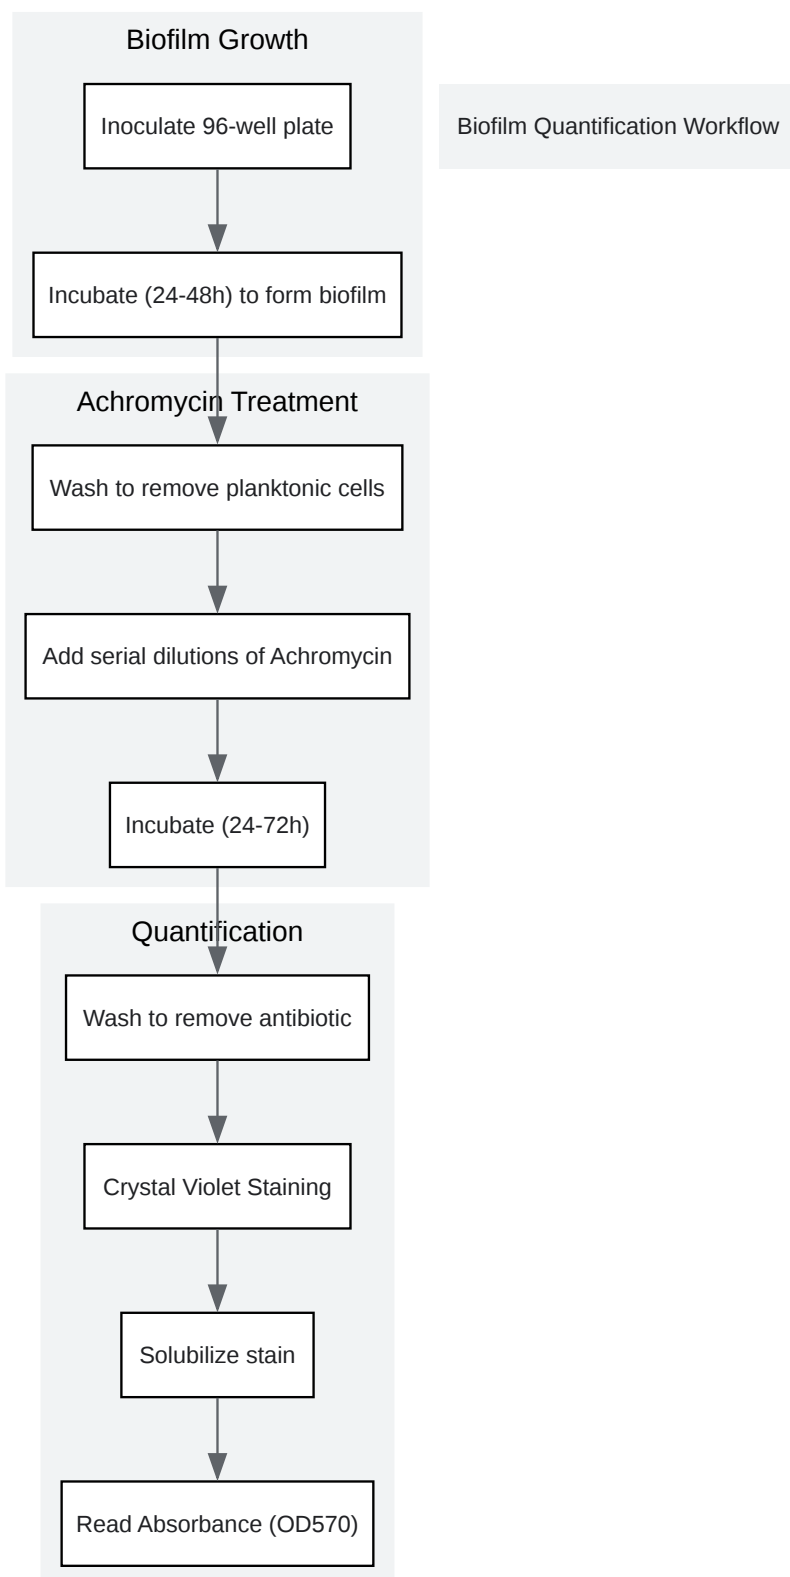 Biofilm Growth
Inoculate 96-well plate
Biofilm Quantification Workflow
Incubate (24-48h) to form biofilm
Achromycin Treatment
Wash to remove planktonic cells
Add serial dilutions of Achromycin
Incubate (24-72h)
Quantification
Wash to remove antibiotic
Crystal Violet Staining
Solubilize stain
Read Absorbance (OD570)